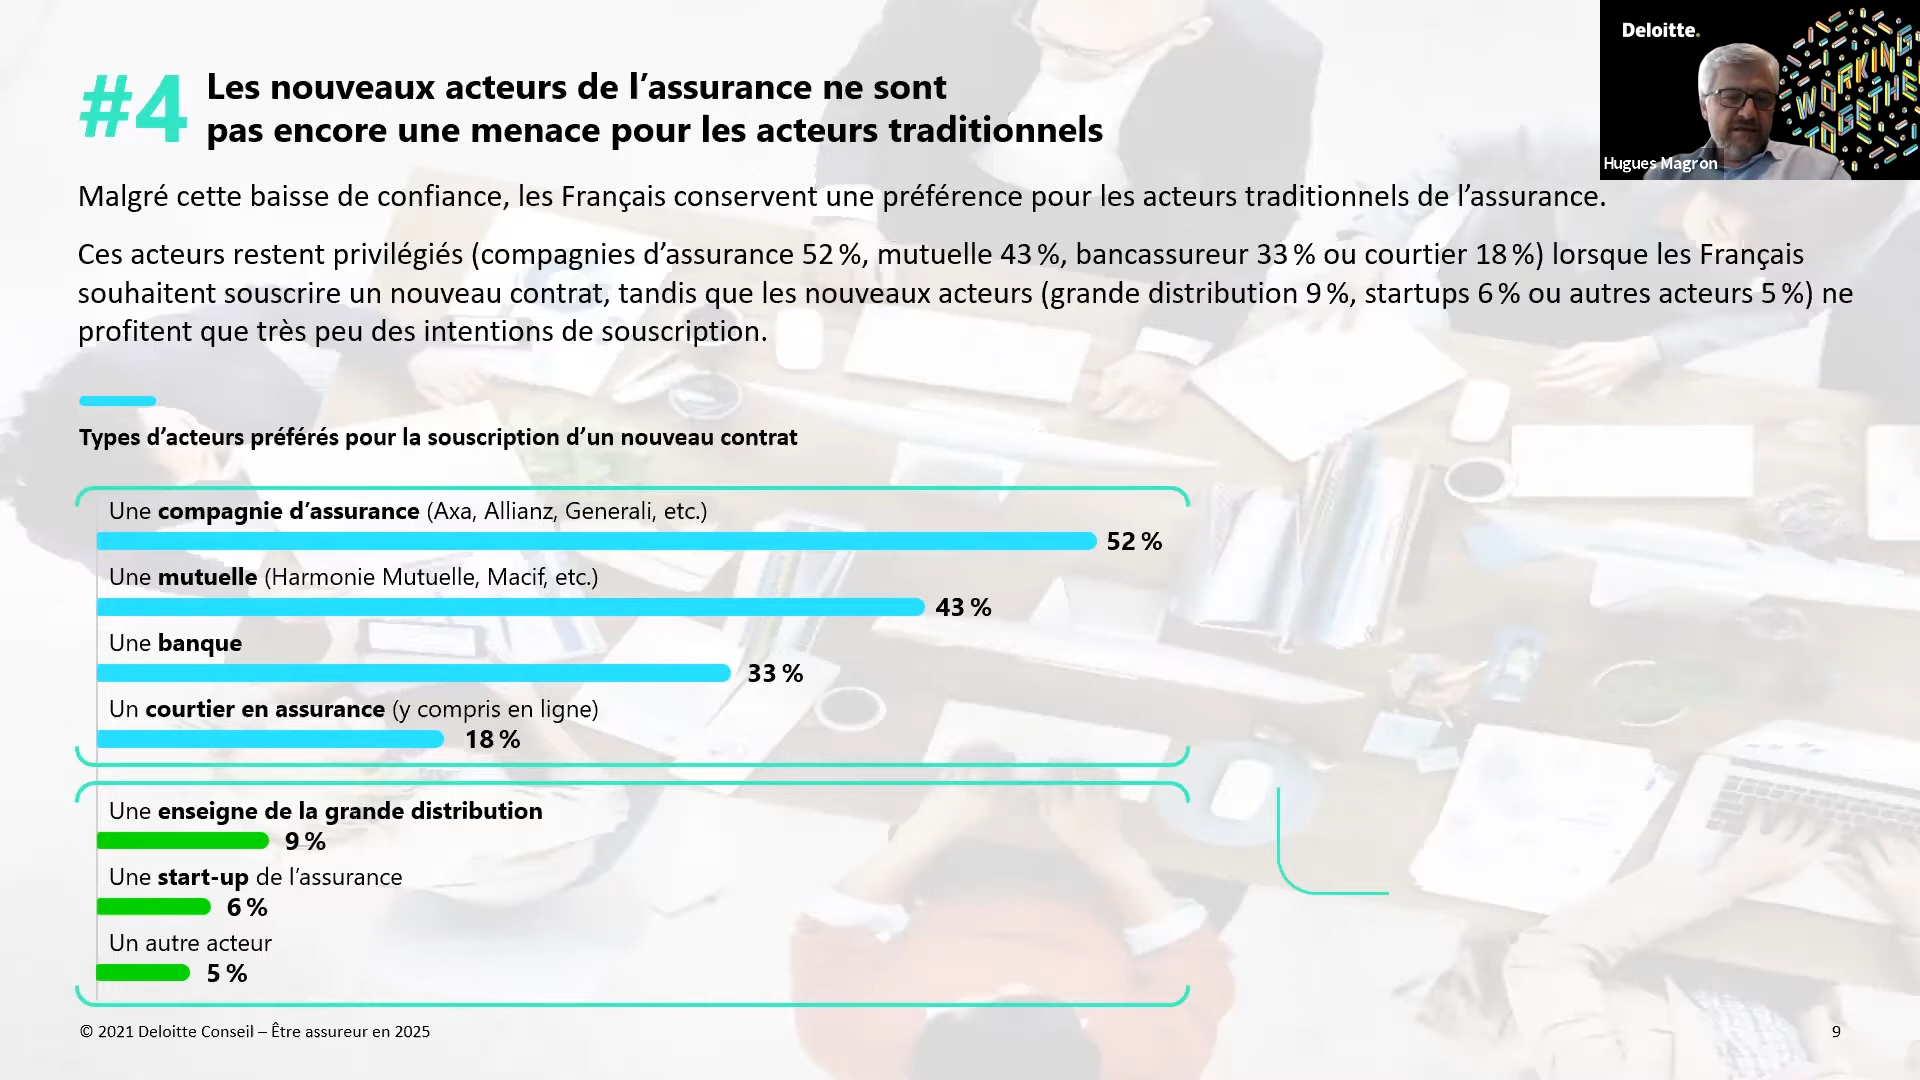 Deloitte.
WORKING
TOGETHER
Hugues Magron
#4 Les nouveaux acteurs de l’assurance ne sont
pas encore une menace pour les acteurs traditionnels
Malgré cette baisse de confiance, les Français conservent une préférence pour les acteurs traditionnels de l’assurance.
Ces acteurs restent privilégiés (compagnies d’assurance 52 %, mutuelle 43 %, bancassureur 33 % ou courtier 18 %) lorsque les Français
souhaitent souscrire un nouveau contrat, tandis que les nouveaux acteurs (grande distribution 9 %, startups 6 % ou autres acteurs 5 %) ne
profitent que très peu des intentions de souscription.
Types d’acteurs préférés pour la souscription d’un nouveau contrat
Une compagnie d’assurance (Axa, Allianz, Generali, etc.)
52 %
Une mutuelle (Harmonie Mutuelle, Macif, etc.)
43 %
Une banque
33 %
Un courtier en assurance (y compris en ligne)
18 %
Une enseigne de la grande distribution
9 %
Une start-up de l’assurance
6 %
Un autre acteur
5 %
© 2021 Deloitte Conseil – Être assureur en 2025
9